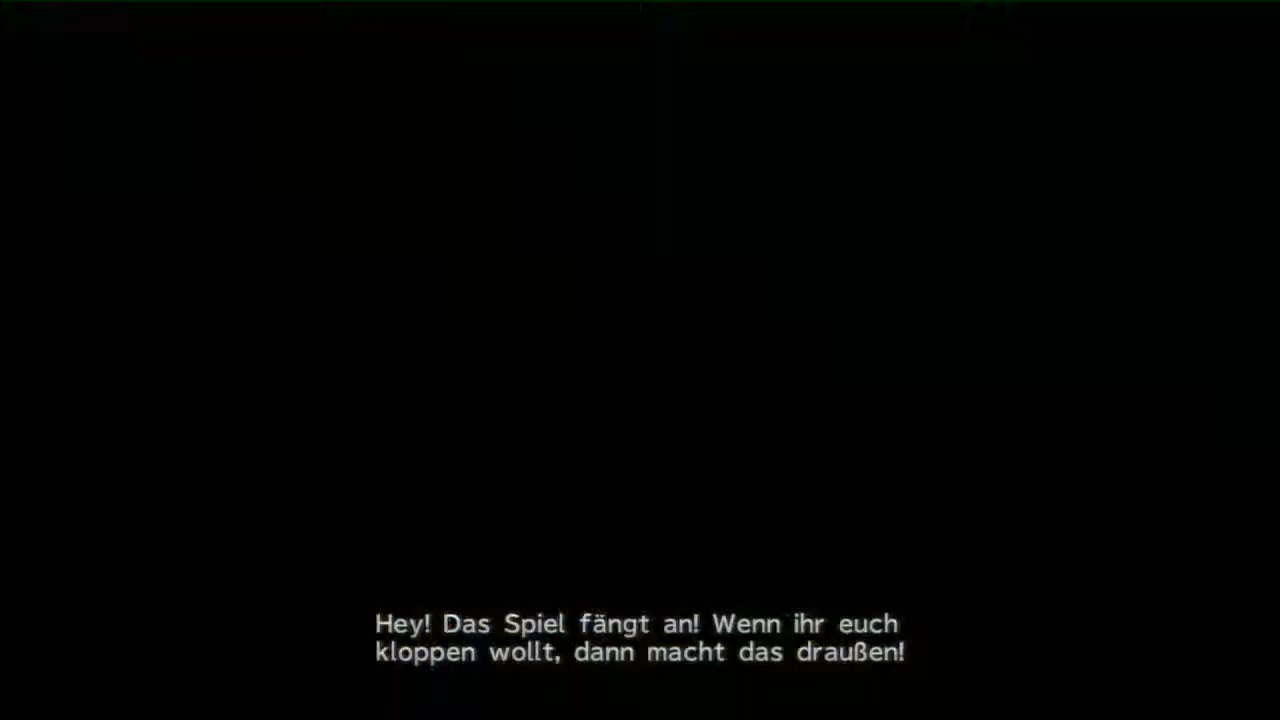 Hey! Das Spiel fängt an! Wenn ihr euch
kloppen wollt, dann macht das draußen!